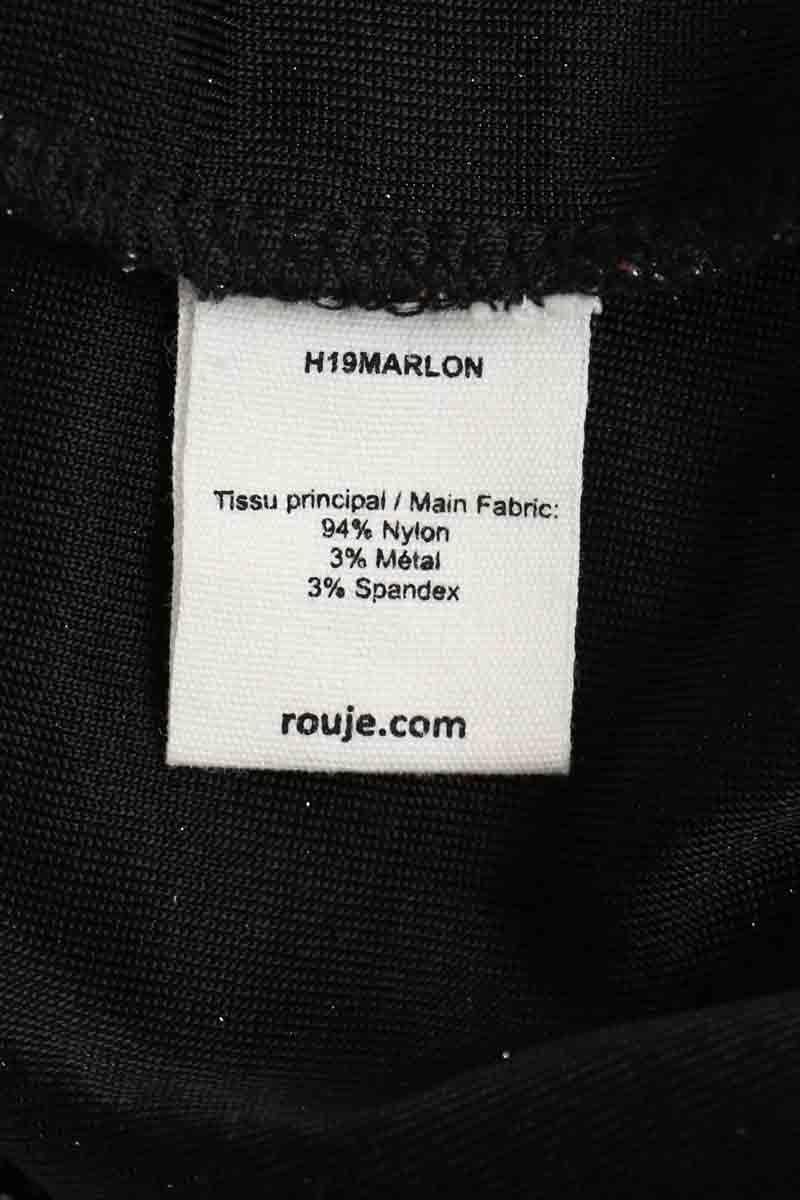 H19MARLON
Tissu principal / Main Fabric:
94% Nylon
3% Métal
3% Spandex
rouje.com